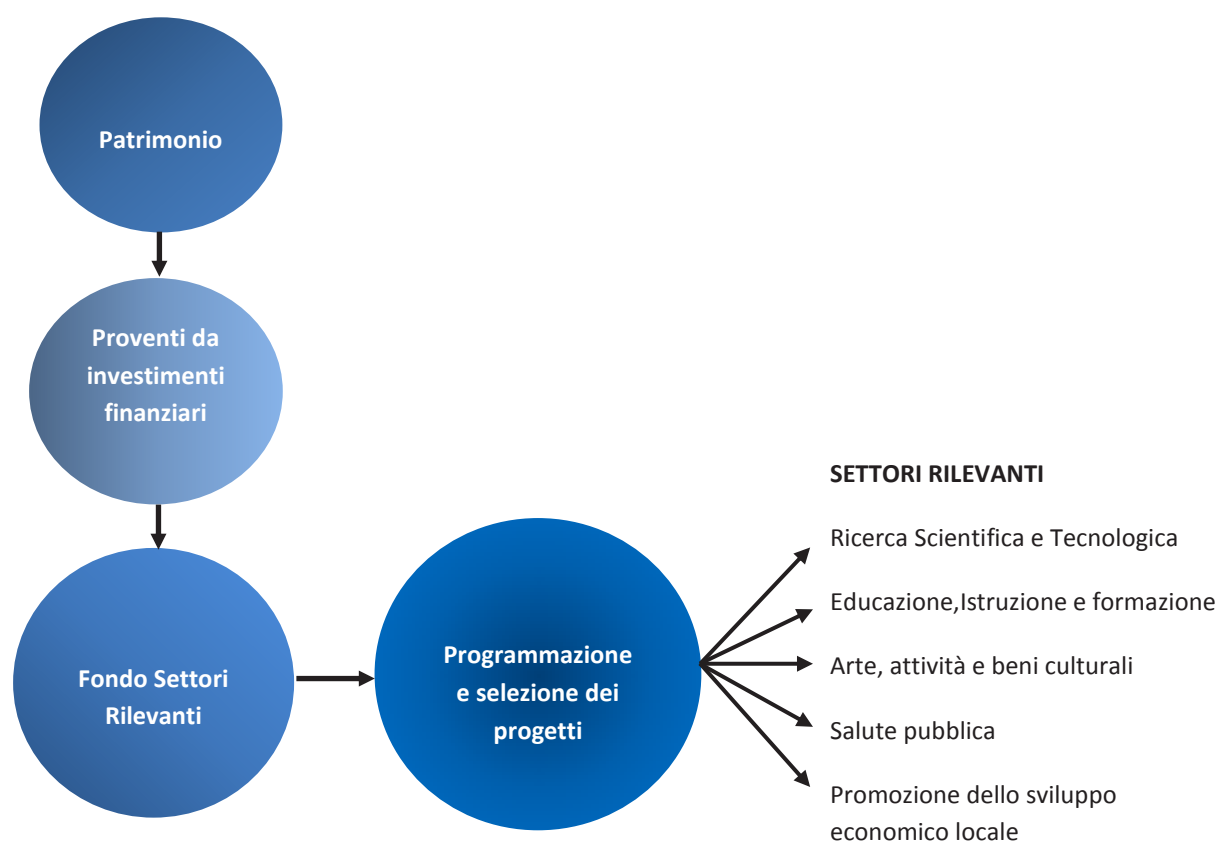 Patrimonio
Proventi da
investimenti
finanziari
Fondo Settori
Rilevanti
Programmazione
e selezione dei
progetti
SETTORI RILEVANTI
Ricerca Scientifica e Tecnologica
Educazione,Istruzione e formazione
Arte, attività e beni culturali
Salute pubblica
Promozione dello sviluppo
economico locale